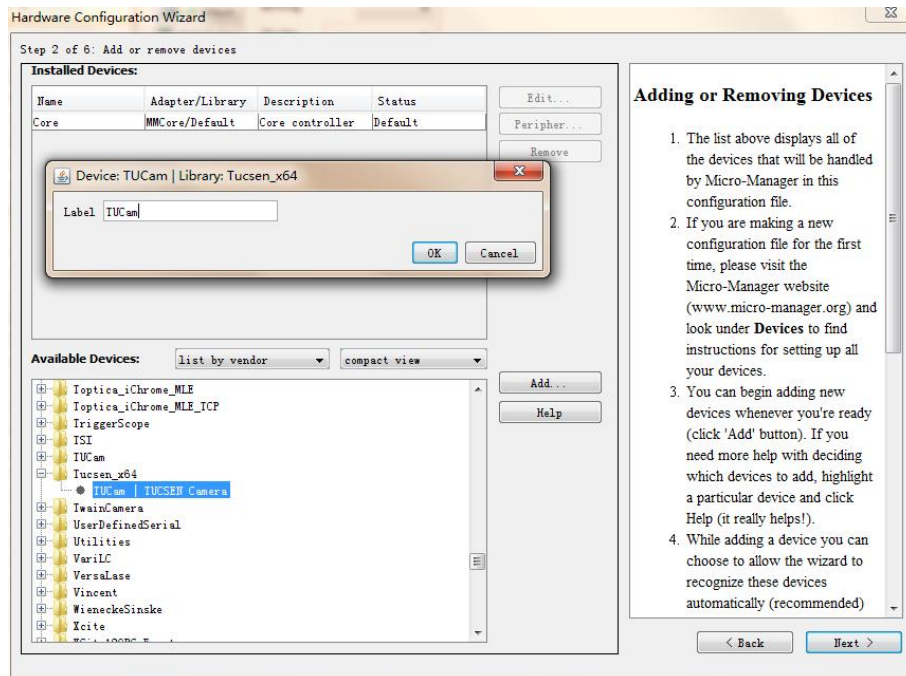 Hardware Configuration Wizard
Step 2 of 6: Add or remove devices
Installed Devices:
Name Adapter/Library Description Status
Core MMCore/Default Core controller Default
Edit...
Peripher...
Remove
Device: TUCam | Library: Tucsen_x64
Label TUCam
OK Cancel
Available Devices: list by vendor compact view
Toptica_iChrome_MLE
Toptica_iChrome_MLE_TCP
TriggerScope
TSI
TUCam
Tucsen_x64
TUCam | TUCSEN Camera
TwainCamera
UserDefinedSerial
Utilities
VariLC
VersaLase
Vincent
WieneckeSinske
Xcite
Add...
Help
Adding or Removing Devices
1. The list above displays all of
the devices that will be handled
by Micro-Manager in this
configuration file.
2. If you are making a new
configuration file for the first
time, please visit the
Micro-Manager website
(www.micro-manager.org) and
look under Devices to find
instructions for setting up all
your devices.
3. You can begin adding new
devices whenever you're ready
(click 'Add' button). If you
need more help with deciding
which devices to add, highlight
a particular device and click
Help (it really helps!).
4. While adding a device you can
choose to allow the wizard to
recognize these devices
automatically (recommended)
< Back Next >